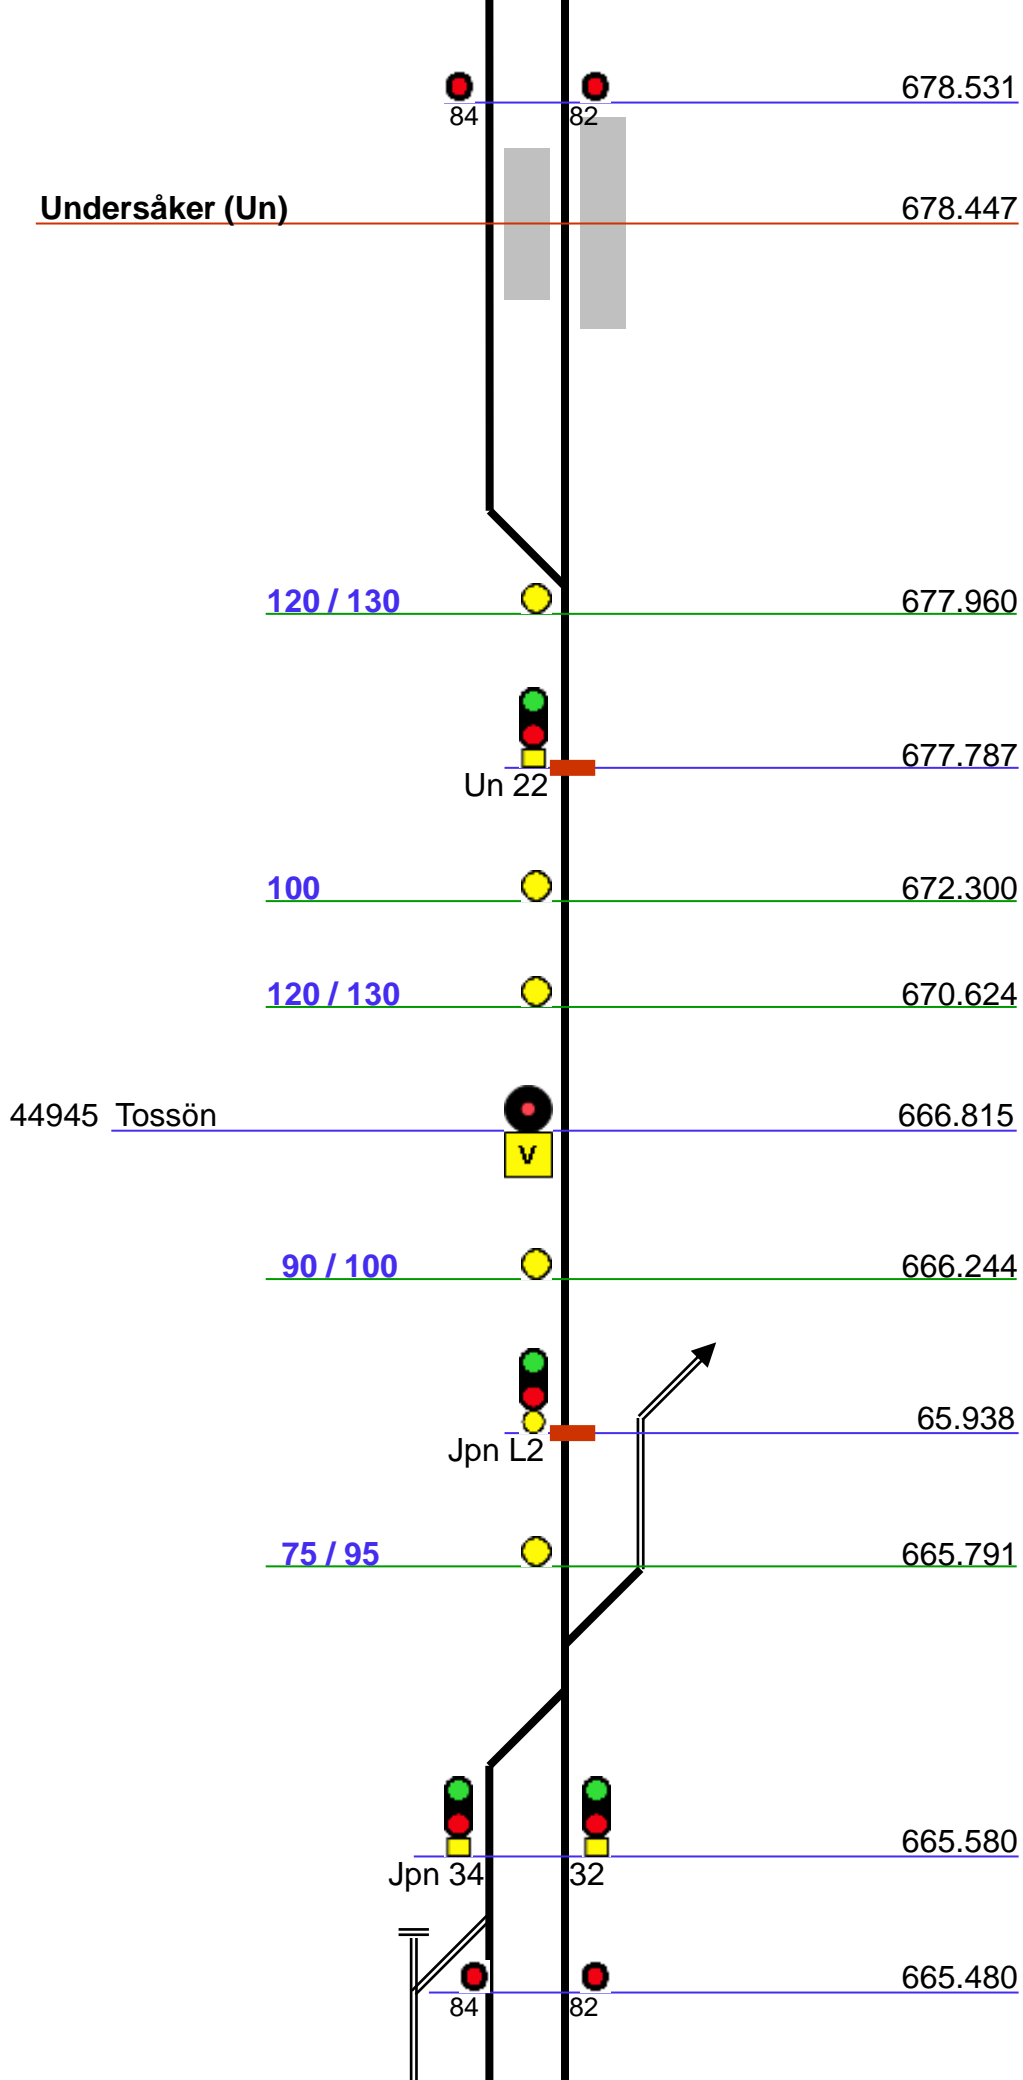 678.531
84 82
Undersåker (Un) 678.447
120 / 130 677.960
677.787
Un 22
100 672.300
120 / 130 670.624
44945 Tossön 666.815
V
90 / 100 666.244
65.938
Jpn L2
75 / 95 665.791
665.580
Jpn 34 32
665.480
84 82